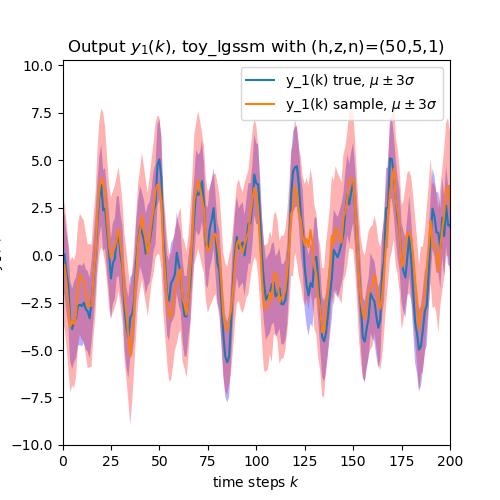 Output y₁(k), toy_lgssm with (h,z,n)=(50,5,1)
y_1(k) true, μ ± 3σ
y_1(k) sample, μ ± 3σ
10.0
7.5
5.0
2.5
0.0
−2.5
−5.0
−7.5
−10.0
0 25 50 75 100 125 150 175 200
time steps k